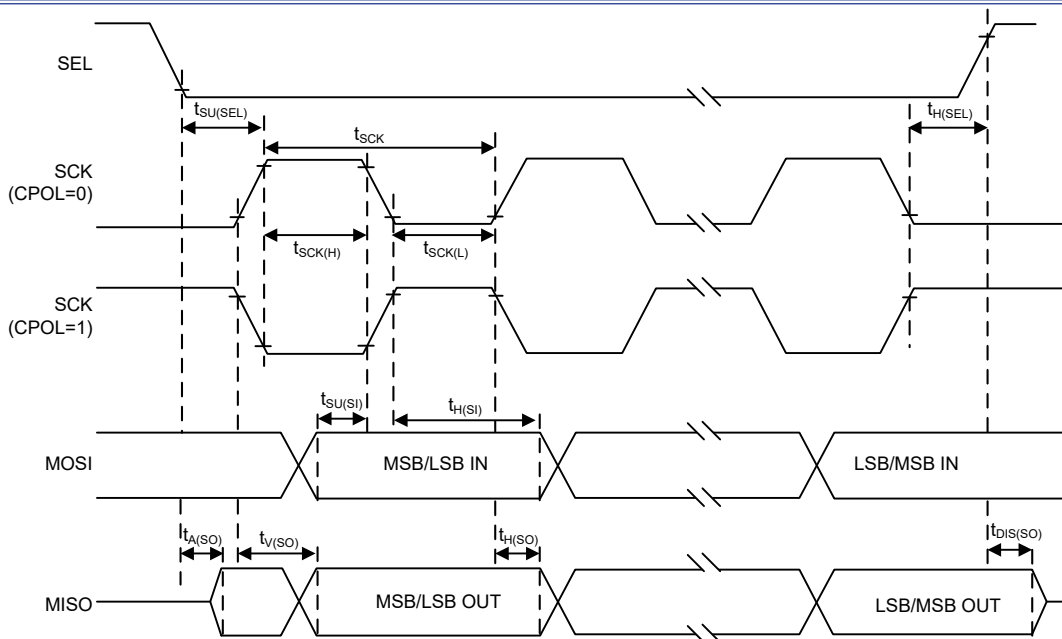 SEL
tSU(SEL)
tH(SEL)
tSCK
SCK
(CPOL=0)
tSCK(H)
tSCK(L)
SCK
(CPOL=1)
tSU(SI)
tH(SI)
MOSI
MSB/LSB IN
LSB/MSB IN
tA(SO)
tV(SO)
tH(SO)
tDIS(SO)
MISO
MSB/LSB OUT
LSB/MSB OUT